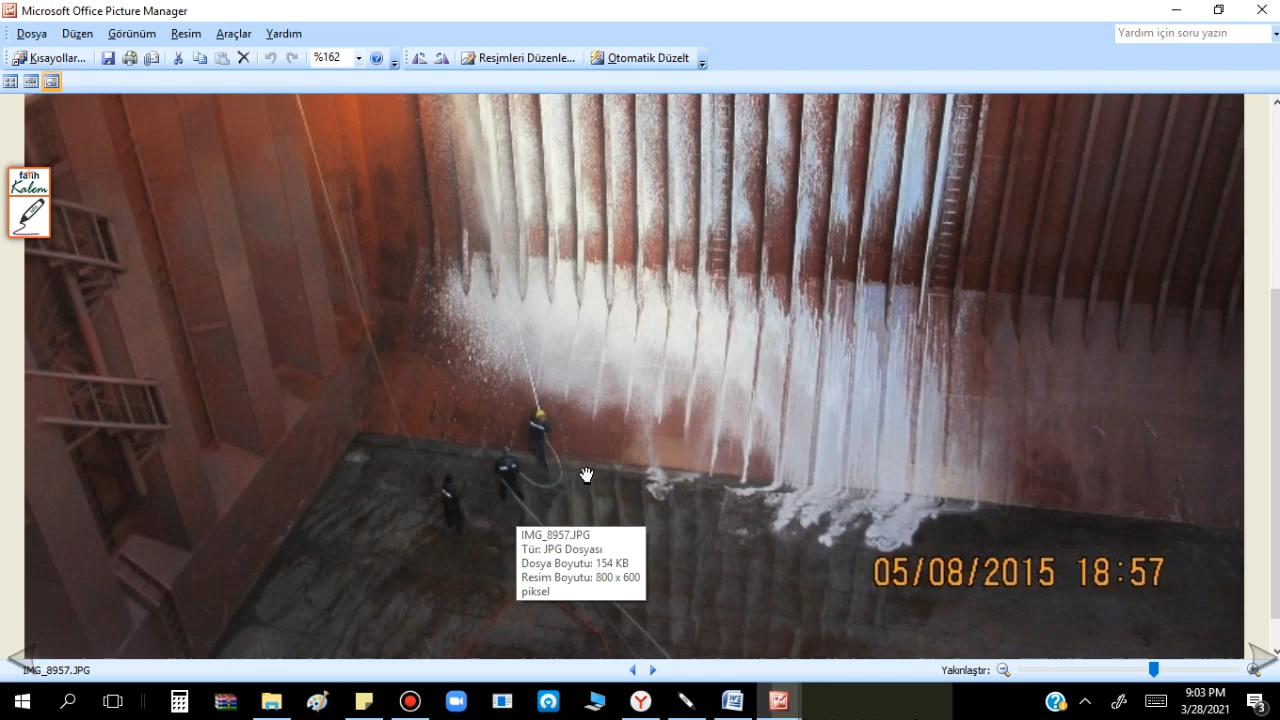 Microsoft Office Picture Manager
Dosya Düzen Görünüm Resim Araçlar Yardım
Yardım için soru yazın
Kısayollar... %162 Resimleri Düzenle... Otomatik Düzelt
fatih
Kalem
IMG_8957.JPG
Tür: JPG Dosyası
Dosya Boyutu: 154 KB
Resim Boyutu: 800 x 600
piksel
05/08/2015 18:57
IMG_8957.JPG
Yakınlaştır:
9:03 PM
3/28/2021
3